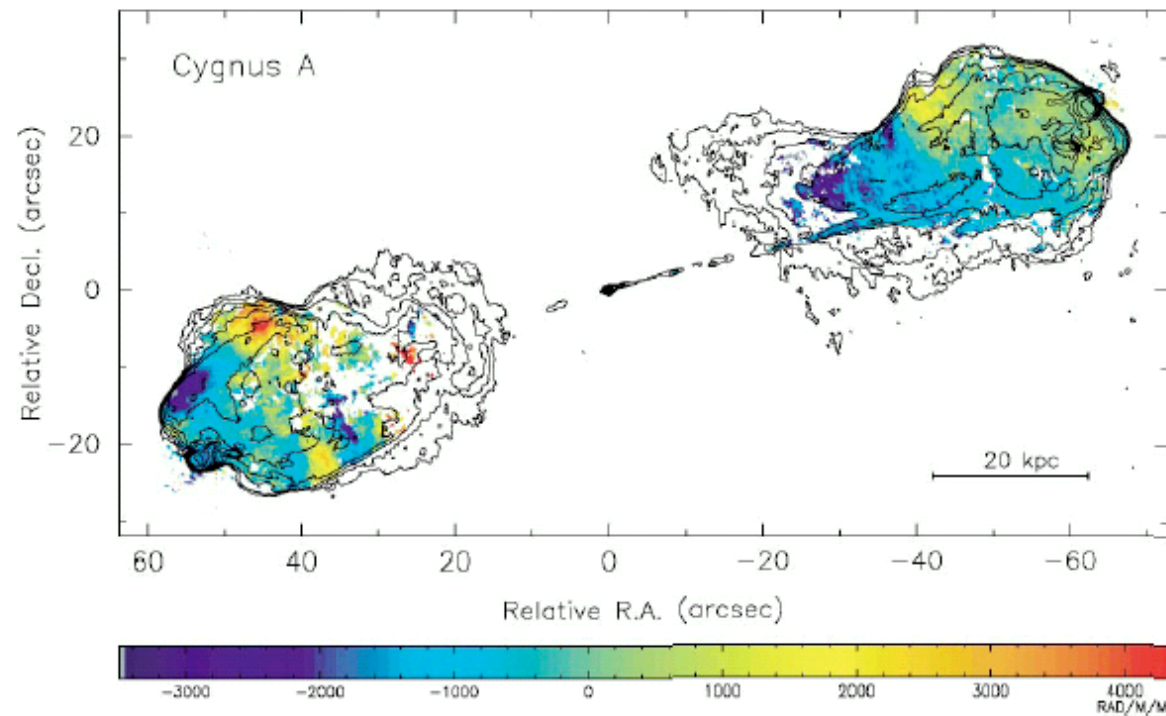 Cygnus A
Relative Decl. (arcsec)
20
0
−20
20 kpc
60 40 20 0 −20 −40 −60
Relative R.A. (arcsec)
−3000 −2000 −1000 0 1000 2000 3000 4000
RAD/M/M